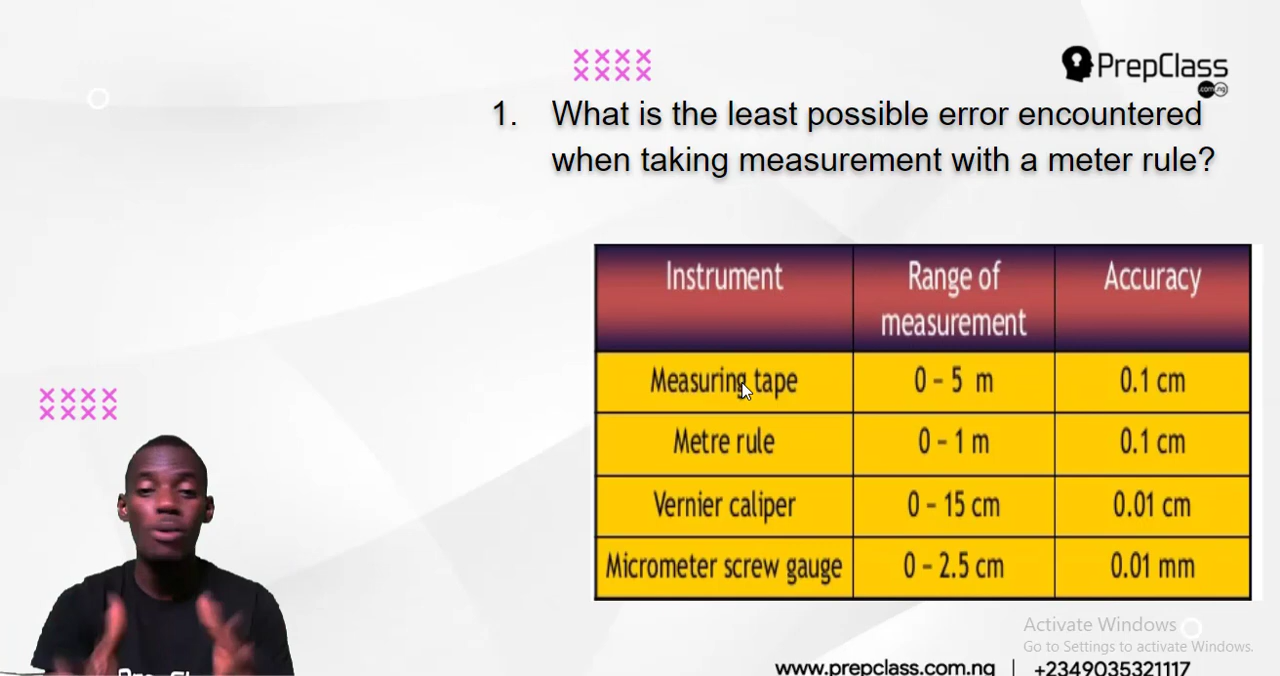 PrepClass
.com.ng
1. What is the least possible error encountered
when taking measurement with a meter rule?
Instrument Range of measurement Accuracy
Measuring tape 0 – 5 m 0.1 cm
Metre rule 0 – 1 m 0.1 cm
Vernier caliper 0 – 15 cm 0.01 cm
Micrometer screw gauge 0 – 2.5 cm 0.01 mm
Activate Windows
Go to Settings to activate Windows.
www.prepclass.com.ng | +2349035321117